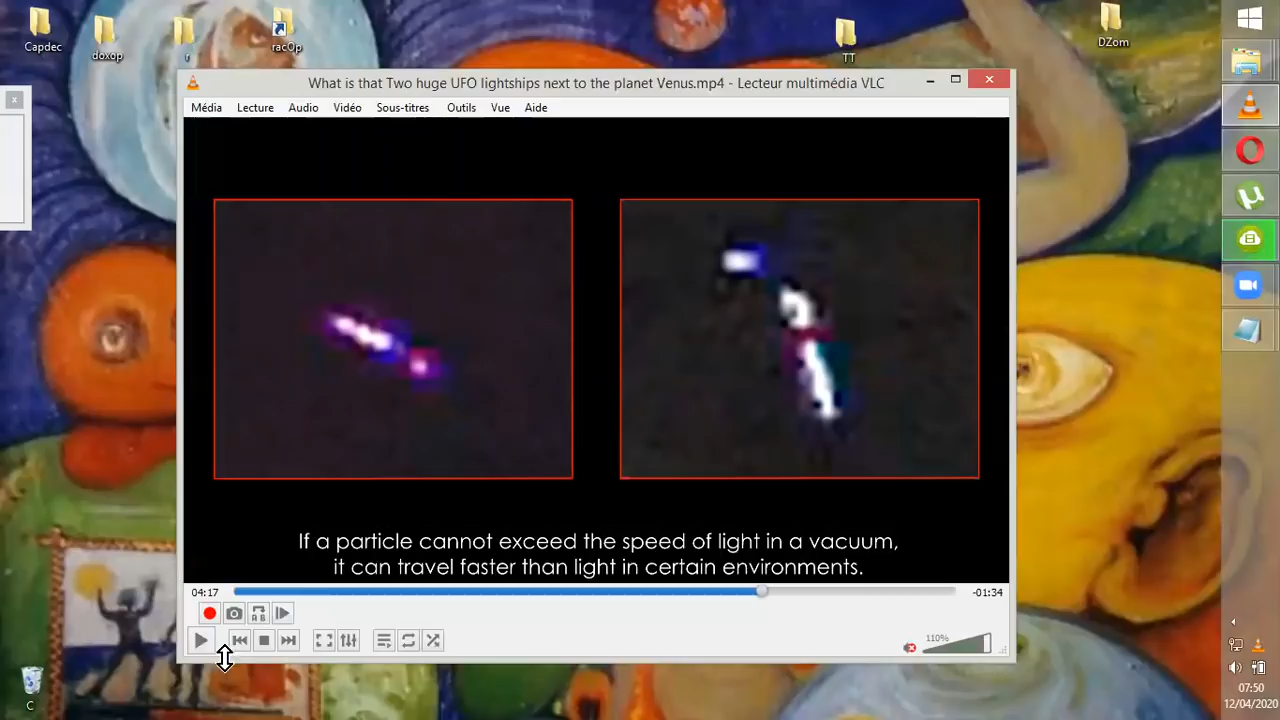 Capdec
doxop
r
racOp
TT
DZom
x
What is that Two huge UFO lightships next to the planet Venus.mp4 - Lecteur multimédia VLC
Média Lecture Audio Vidéo Sous-titres Outils Vue Aide
If a particle cannot exceed the speed of light in a vacuum,
it can travel faster than light in certain environments.
04:17
-01:34
A B
110%
C
07:50
12/04/2020